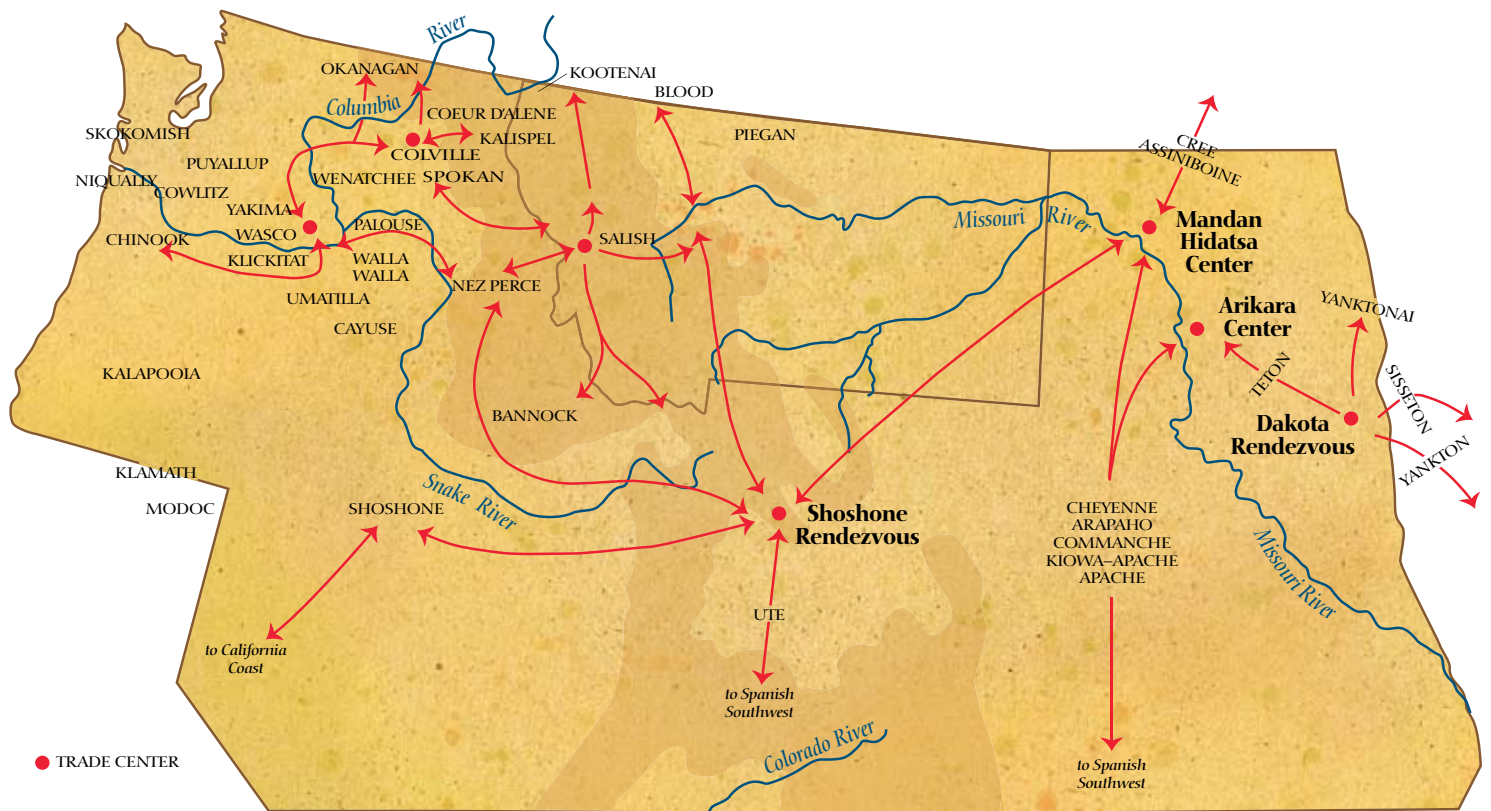 River
OKANAGAN
Columbia
KOOTENAI
BLOOD
COEUR D'ALENE
KALISPEL
PIEGAN
SKOKOMISH
PUYALLUP
COLVILLE
CREE
ASSINIBOINE
NIQUALLY
COWLITZ
WENATCHEE
SPOKAN
YAKIMA
WASCO
PALOUSE
CHINOOK
KLICKITAT
WALLA
WALLA
SALISH
Missouri River
Mandan
Hidatsa
Center
UMATILLA
NEZ PERCE
CAYUSE
Arikara
Center
YANKTONAI
KALAPOOIA
TETON
SISSETON
BANNOCK
Dakota
Rendezvous
YANKTON
KLAMATH
MODOC
SHOSHONE
Snake River
Shoshone
Rendezvous
CHEYENNE
ARAPAHO
COMMANCHE
KIOWA–APACHE
APACHE
Missouri River
UTE
to California
Coast
to Spanish
Southwest
Colorado River
to Spanish
Southwest
TRADE CENTER